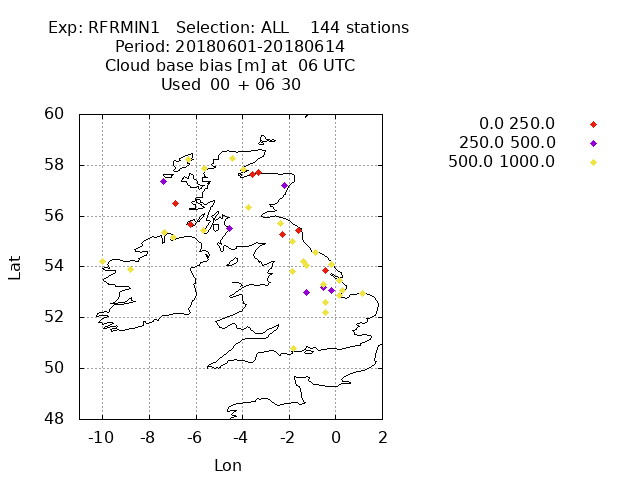 Exp: RFRMIN1 Selection: ALL 144 stations
Period: 20180601-20180614
Cloud base bias [m] at 06 UTC
Used 00 + 06 30
0.0 250.0
250.0 500.0
500.0 1000.0
60
58
56
54
52
50
48
Lat
-10 -8 -6 -4 -2 0 2
Lon